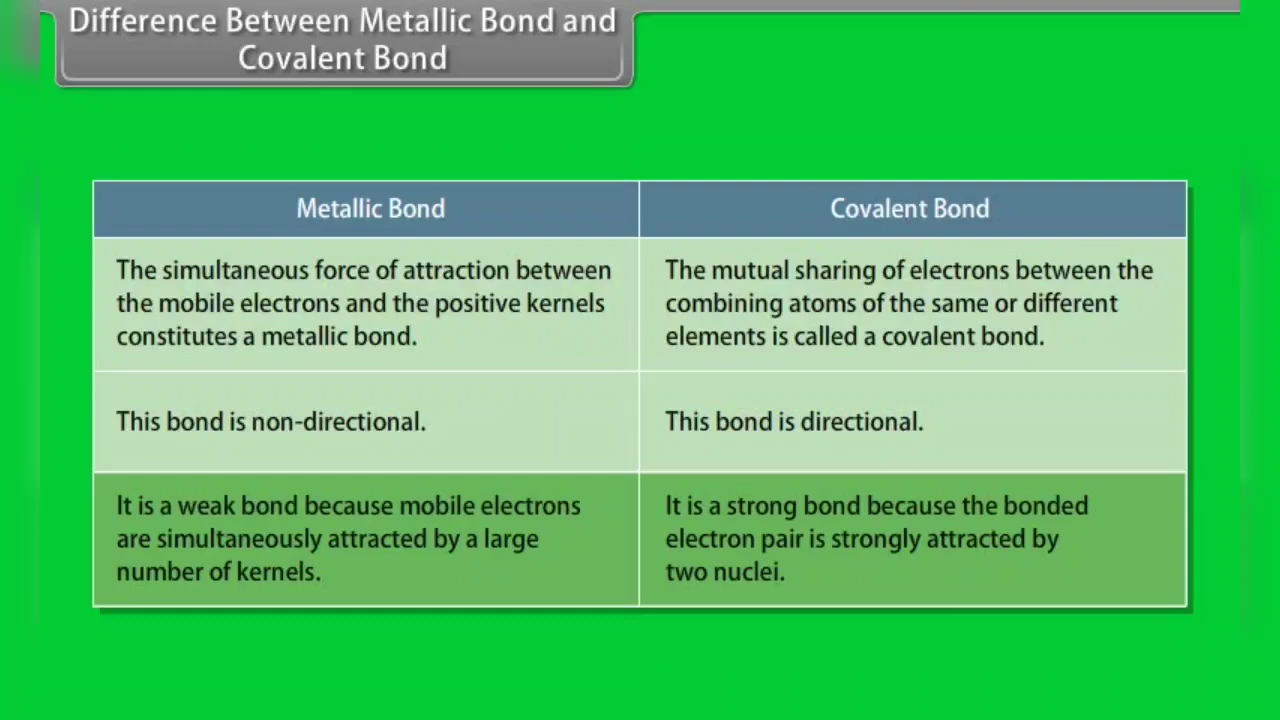 Difference Between Metallic Bond and
Covalent Bond
Metallic Bond
Covalent Bond
The simultaneous force of attraction between
the mobile electrons and the positive kernels
constitutes a metallic bond.
The mutual sharing of electrons between the
combining atoms of the same or different
elements is called a covalent bond.
This bond is non-directional.
This bond is directional.
It is a weak bond because mobile electrons
are simultaneously attracted by a large
number of kernels.
It is a strong bond because the bonded
electron pair is strongly attracted by
two nuclei.